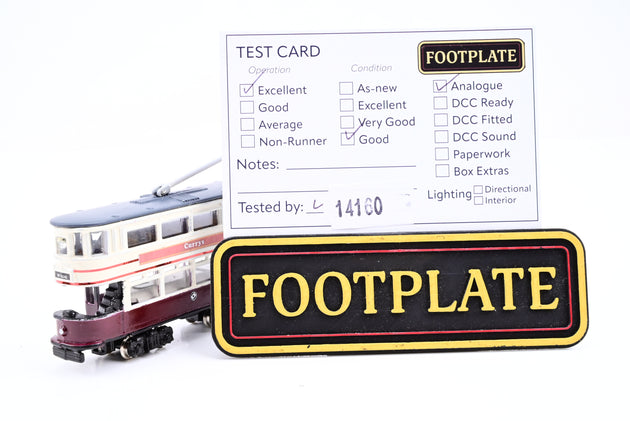 TEST CARD
FOOTPLATE
Operation
Excellent
Good
Average
Non-Runner
Condition
As-new
Excellent
Very Good
Good
Analogue
DCC Ready
DCC Fitted
DCC Sound
Paperwork
Box Extras
Notes:
Lighting
Directional
Interior
Tested by:
14160
Currys
FOOTPLATE